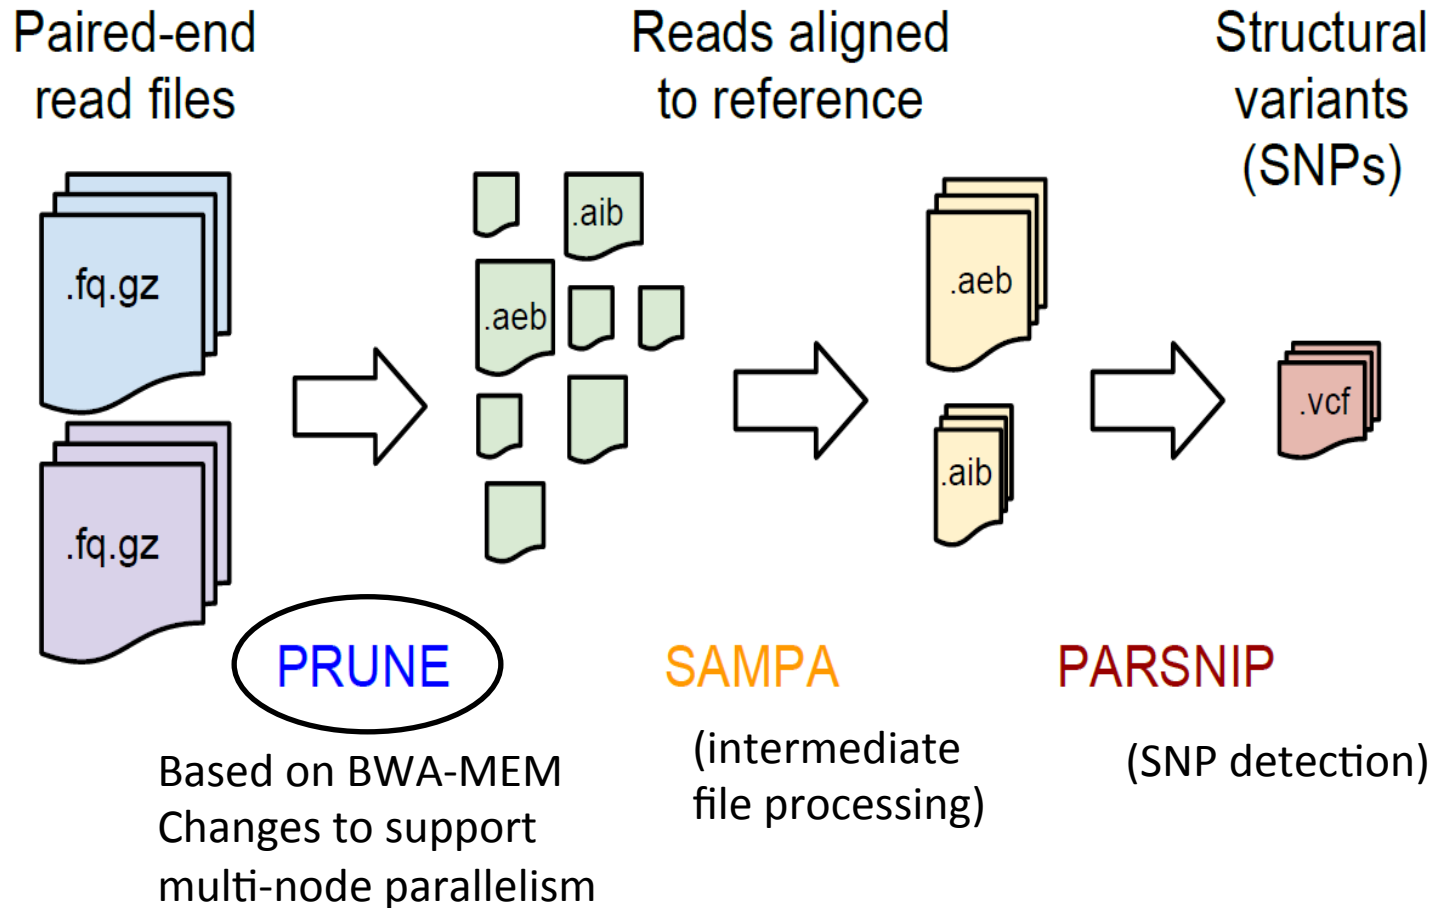 Paired-end
read files
Reads aligned
to reference
Structural
variants
(SNPs)
.fq.gz
.fq.gz
.aib
.aeb
.aeb
.aib
.vcf
PRUNE
SAMPA
PARSNIP
Based on BWA-MEM
Changes to support
multi-node parallelism
(intermediate
file processing)
(SNP detection)